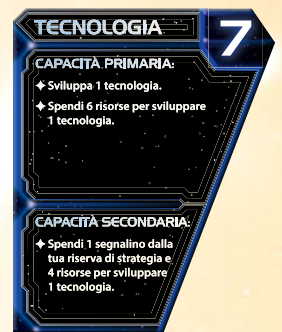 TECNOLOGIA
7
CAPACITÀ PRIMARIA:
✦ Sviluppa 1 tecnologia.
✦ Spendi 6 risorse per sviluppare
1 tecnologia.
CAPACITÀ SECONDARIA:
✦ Spendi 1 segnalino dalla
tua riserva di strategia e
4 risorse per sviluppare
1 tecnologia.